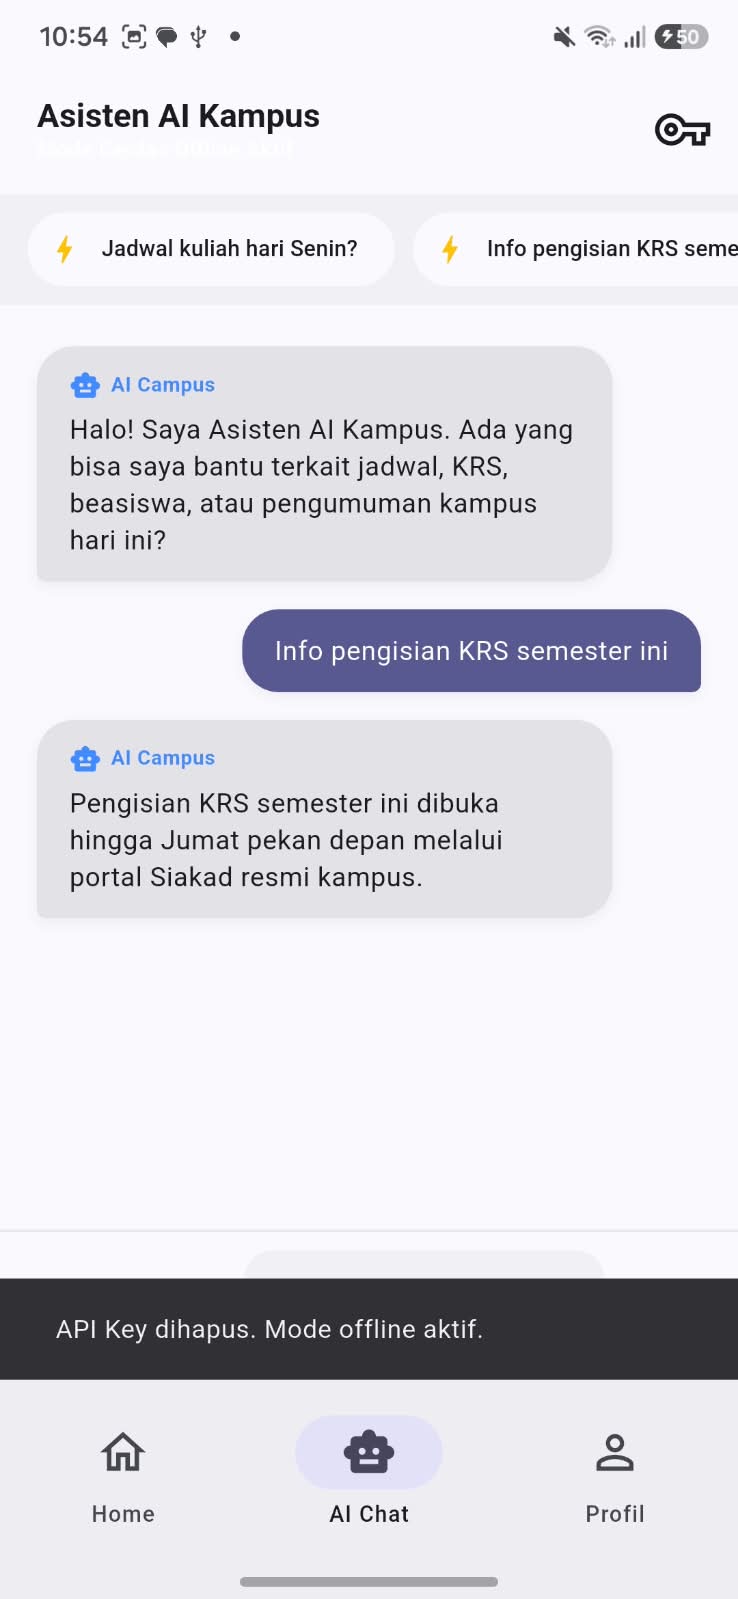 10:54
50
Asisten AI Kampus
Jadwal kuliah hari Senin?
Info pengisian KRS seme
AI Campus
Halo! Saya Asisten AI Kampus. Ada yang
bisa saya bantu terkait jadwal, KRS,
beasiswa, atau pengumuman kampus
hari ini?
Info pengisian KRS semester ini
AI Campus
Pengisian KRS semester ini dibuka
hingga Jumat pekan depan melalui
portal Siakad resmi kampus.
API Key dihapus. Mode offline aktif.
Home
AI Chat
Profil